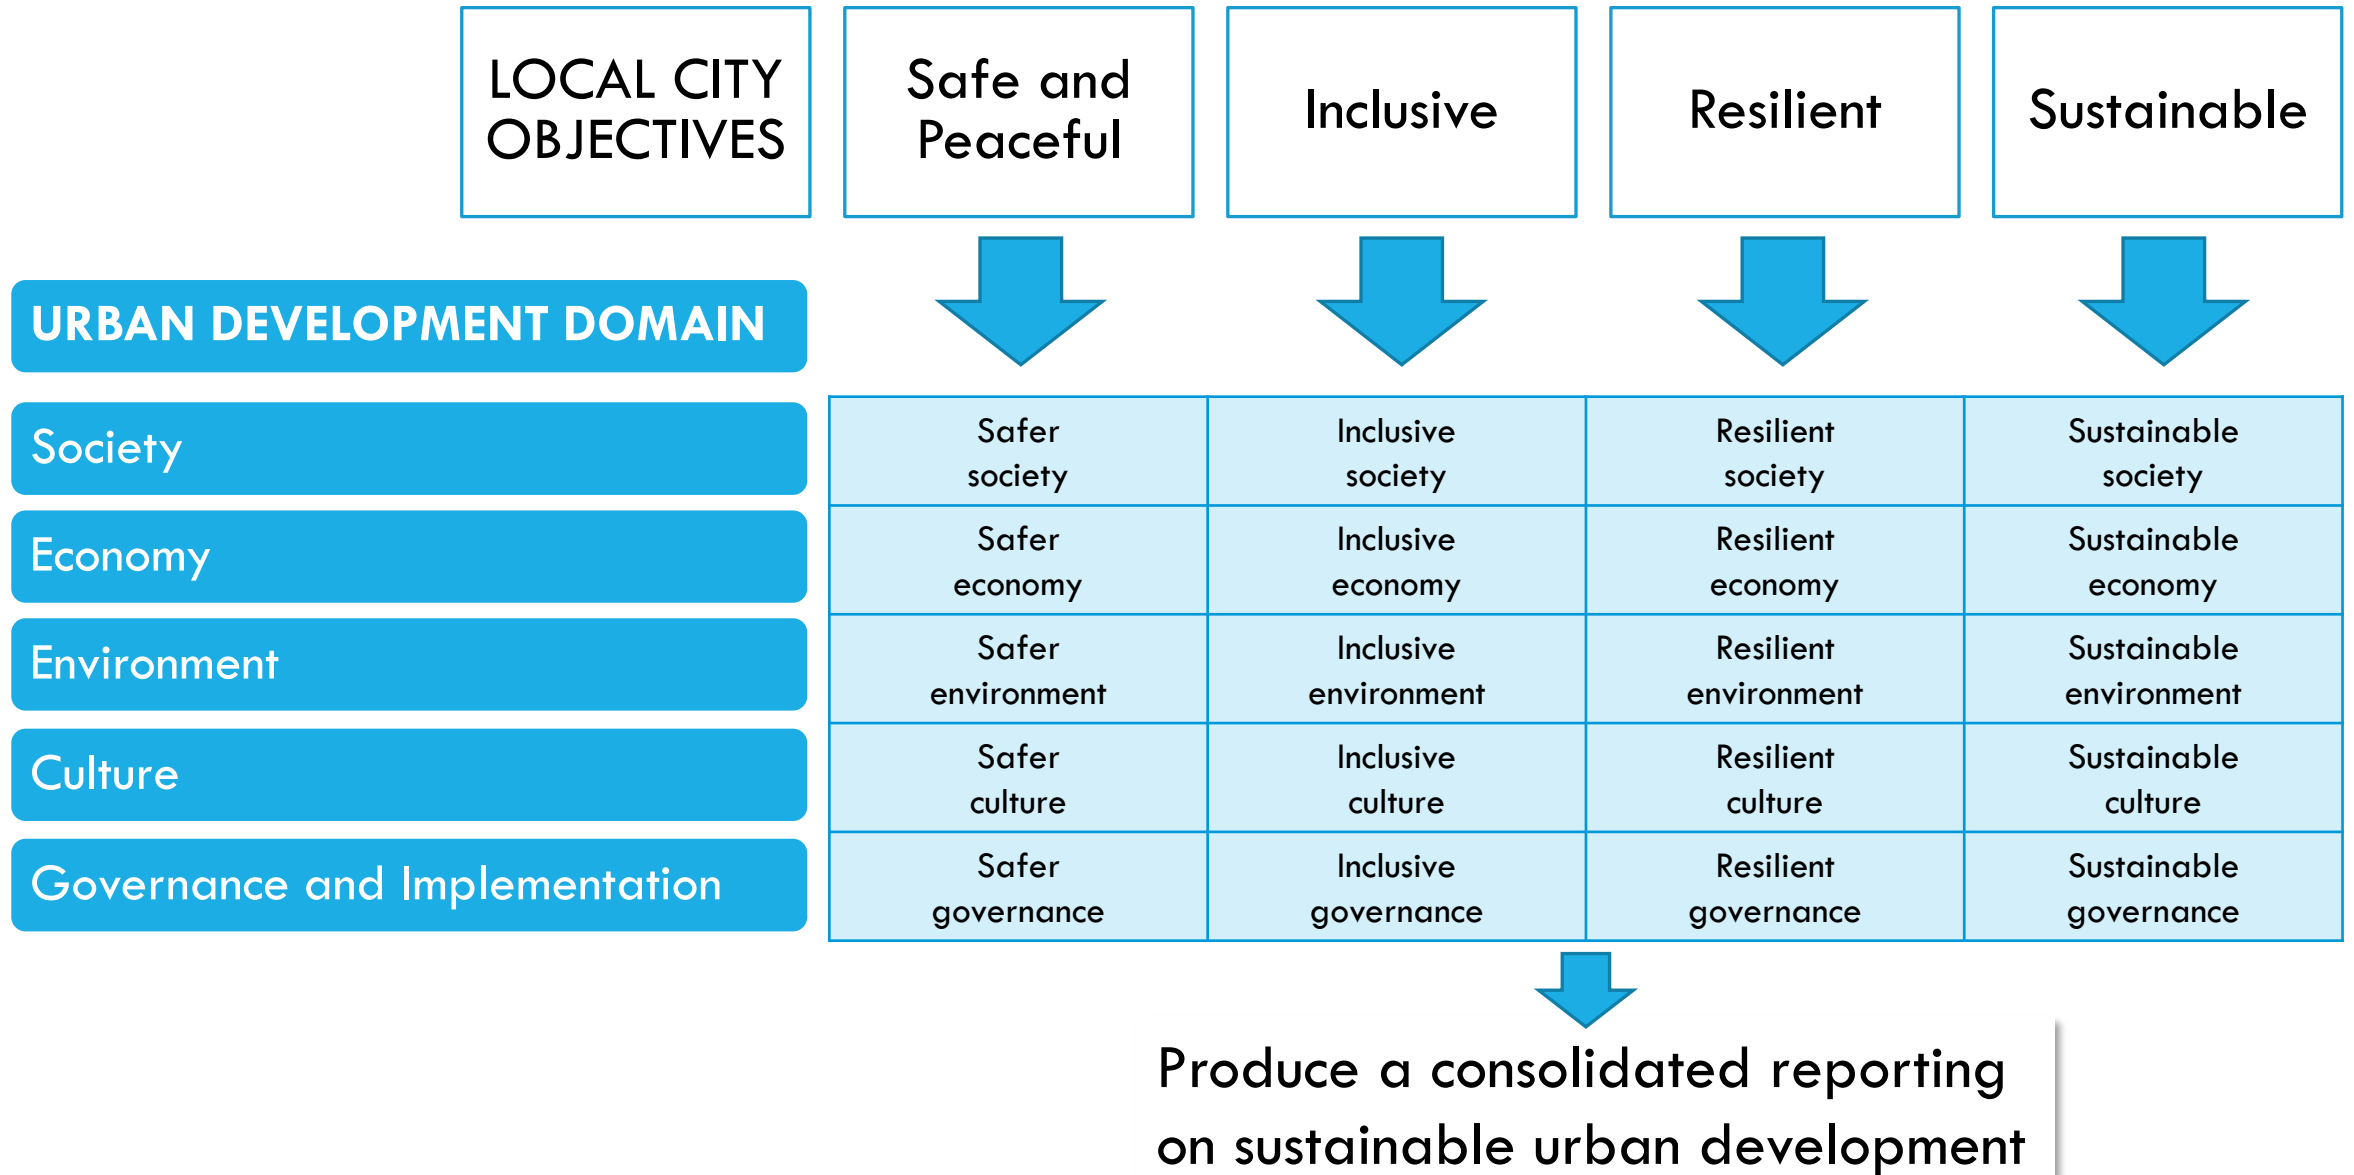 LOCAL CITY
OBJECTIVES
Safe and
Peaceful
Inclusive
Resilient
Sustainable
URBAN DEVELOPMENT DOMAIN
Society
Safer
society
Inclusive
society
Resilient
society
Sustainable
society
Economy
Safer
economy
Inclusive
economy
Resilient
economy
Sustainable
economy
Environment
Safer
environment
Inclusive
environment
Resilient
environment
Sustainable
environment
Culture
Safer
culture
Inclusive
culture
Resilient
culture
Sustainable
culture
Governance and Implementation
Safer
governance
Inclusive
governance
Resilient
governance
Sustainable
governance
Produce a consolidated reporting
on sustainable urban development